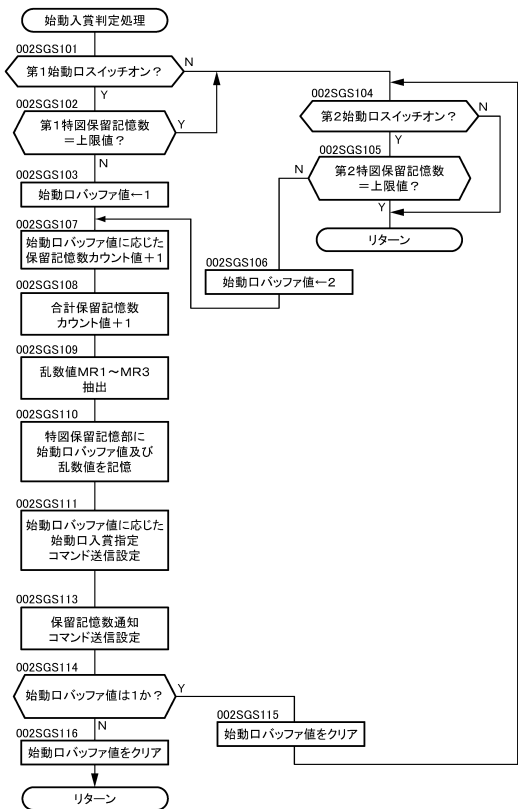 始動入賞判定処理
002SGS101
第1始動口スイッチオン?
N
Y
002SGS102
第1特図保留記憶数
=上限値?
Y
N
002SGS103
始動口バッファ値←1
002SGS104
第2始動口スイッチオン?
N
Y
002SGS105
第2特図保留記憶数
=上限値?
N
Y
リターン
002SGS106
始動口バッファ値←2
002SGS107
始動口バッファ値に応じた
保留記憶数カウント値+1
002SGS108
合計保留記憶数
カウント値+1
002SGS109
乱数値MR1~MR3
抽出
002SGS110
特図保留記憶部に
始動口バッファ値及び
乱数値を記憶
002SGS111
始動口バッファ値に応じた
始動口入賞指定
コマンド送信設定
002SGS113
保留記憶数通知
コマンド送信設定
002SGS114
始動口バッファ値は1か?
Y
N
002SGS115
始動口バッファ値をクリア
002SGS116
始動口バッファ値をクリア
リターン